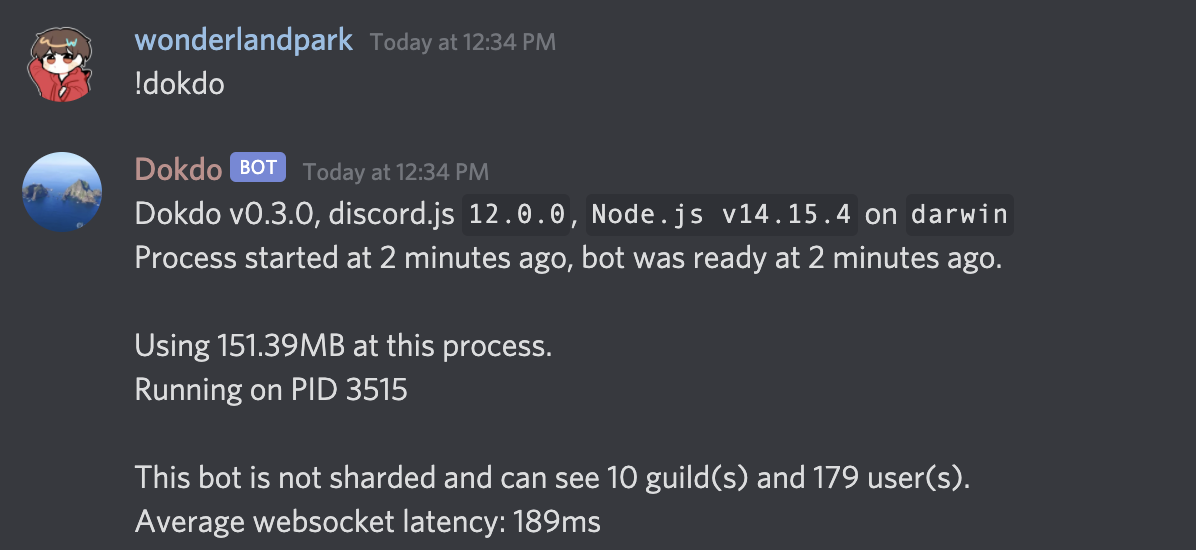 wonderlandpark Today at 12:34 PM
!dokdo
Dokdo BOT Today at 12:34 PM
Dokdo v0.3.0, discord.js 12.0.0, Node.js v14.15.4 on darwin
Process started at 2 minutes ago, bot was ready at 2 minutes ago.
Using 151.39MB at this process.
Running on PID 3515
This bot is not sharded and can see 10 guild(s) and 179 user(s).
Average websocket latency: 189ms